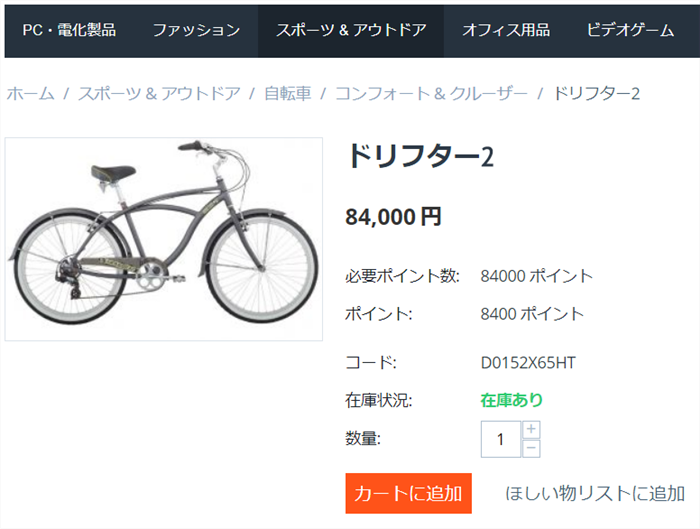 PC・電化製品 ファッション スポーツ & アウトドア オフィス用品 ビデオゲーム
ホーム / スポーツ & アウトドア / 自転車 / コンフォート & クルーザー / ドリフター2
ドリフター2
84,000 円
必要ポイント数: 84000 ポイント
ポイント: 8400 ポイント
コード: D0152X65HT
在庫状況: 在庫あり
数量: 1 + −
カートに追加 ほしい物リストに追加